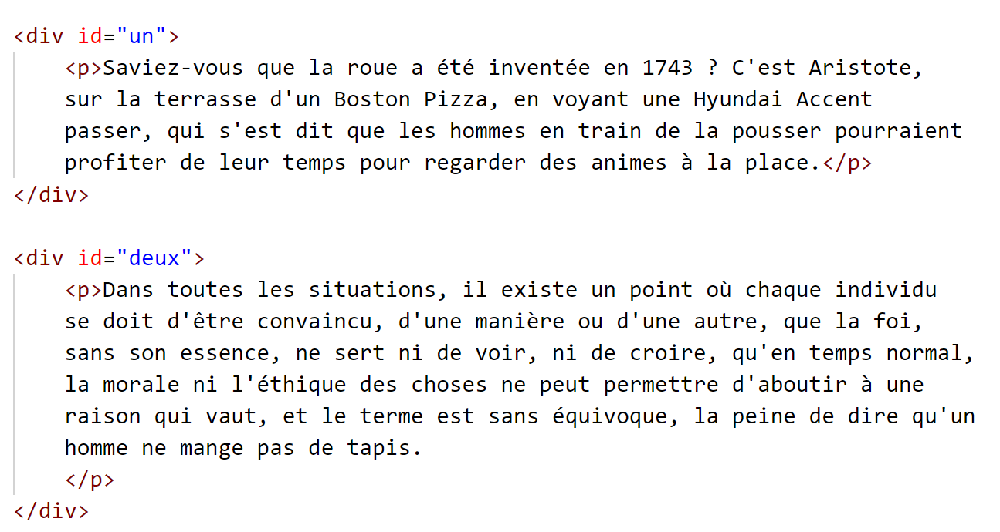 <div id="un">
<p>Saviez-vous que la roue a été inventée en 1743 ? C'est Aristote,
sur la terrasse d'un Boston Pizza, en voyant une Hyundai Accent
passer, qui s'est dit que les hommes en train de la pousser pourraient
profiter de leur temps pour regarder des animes à la place.</p>
</div>
<div id="deux">
<p>Dans toutes les situations, il existe un point où chaque individu
se doit d'être convaincu, d'une manière ou d'une autre, que la foi,
sans son essence, ne sert ni de voir, ni de croire, qu'en temps normal,
la morale ni l'éthique des choses ne peut permettre d'aboutir à une
raison qui vaut, et le terme est sans équivoque, la peine de dire qu'un
homme ne mange pas de tapis.
</p>
</div>